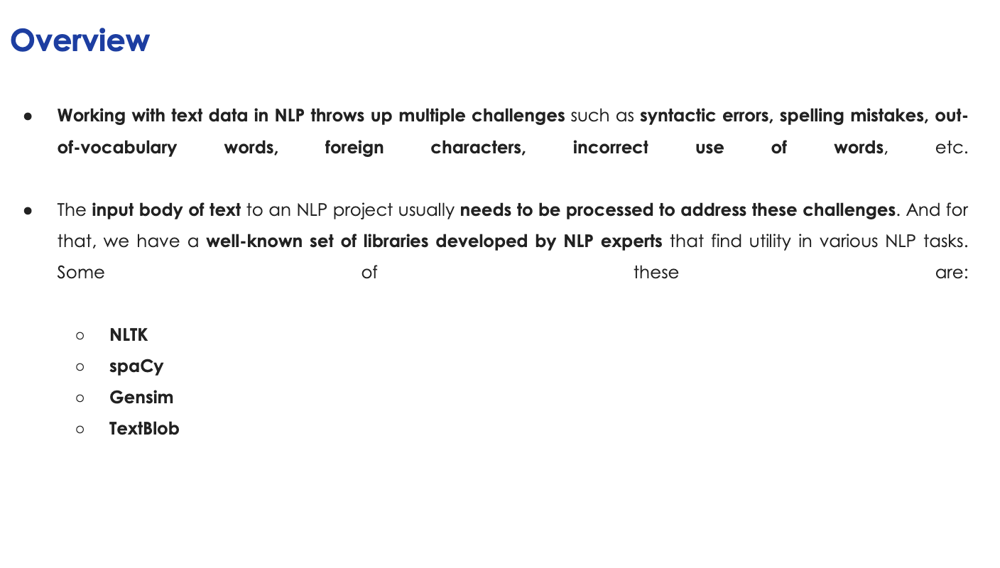 Overview
● Working with text data in NLP throws up multiple challenges such as syntactic errors, spelling mistakes, out-
of-vocabulary words, foreign characters, incorrect use of words, etc.
● The input body of text to an NLP project usually needs to be processed to address these challenges. And for
that, we have a well-known set of libraries developed by NLP experts that find utility in various NLP tasks.
Some of these are:
○ NLTK
○ spaCy
○ Gensim
○ TextBlob